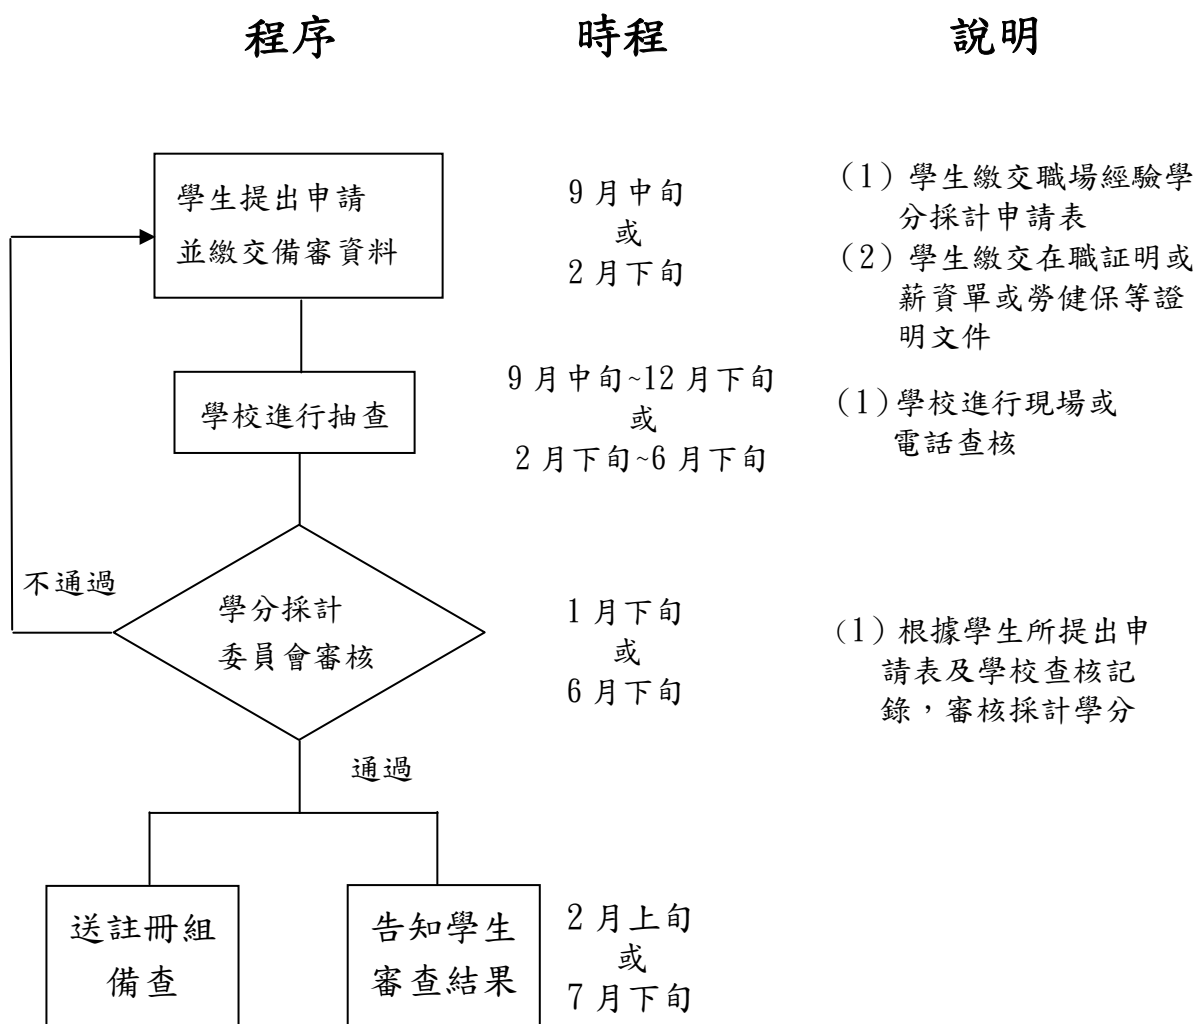 程序 時程 說明
學生提出申請
並繳交備審資料
9月中旬
或
2月下旬
(1) 學生繳交職場經驗學
分採計申請表
(2) 學生繳交在職証明或
薪資單或勞健保等證
明文件
學校進行抽查
9月中旬~12月下旬
或
2月下旬~6月下旬
(1)學校進行現場或
電話查核
不通過
學分採計
委員會審核
1月下旬
或
6月下旬
(1) 根據學生所提出申
請表及學校查核記
錄，審核採計學分
通過
送註冊組
備查
告知學生
審查結果
2月上旬
或
7月下旬